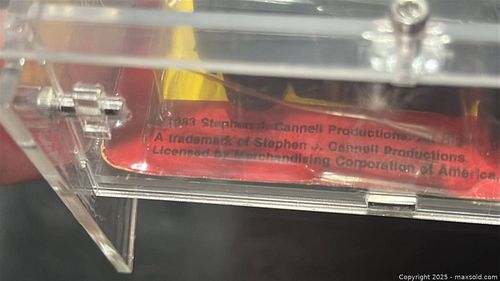 1983 Stephen J. Cannell Productions. All
A trademark of Stephen J. Cannell Productions.
Licensed by Merchandising Corporation of America,
Copyright 2025 - maxsold.com